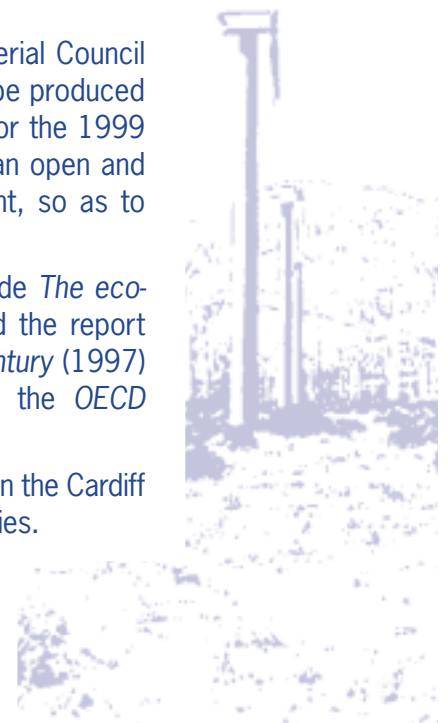 erial Council
be produced
or the 1999
an open and
nt, so as to
de The eco-
d the report
ntury (1997)
the OECD
n the Cardiff
ies.